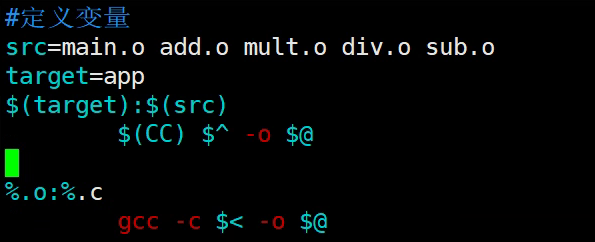 #定义变量
src=main.o add.o mult.o div.o sub.o
target=app
$(target):$(src)
$(CC) $^ -o $@
%.o:%.c
gcc -c $< -o $@